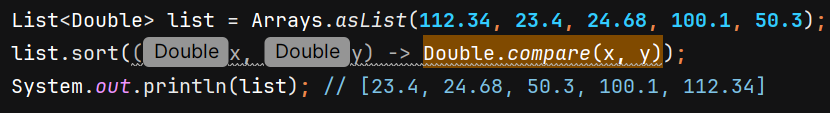 List<Double> list = Arrays.asList(112.34, 23.4, 24.68, 100.1, 50.3);
list.sort((Double x, Double y) -> Double.compare(x, y));
System.out.println(list); // [23.4, 24.68, 50.3, 100.1, 112.34]